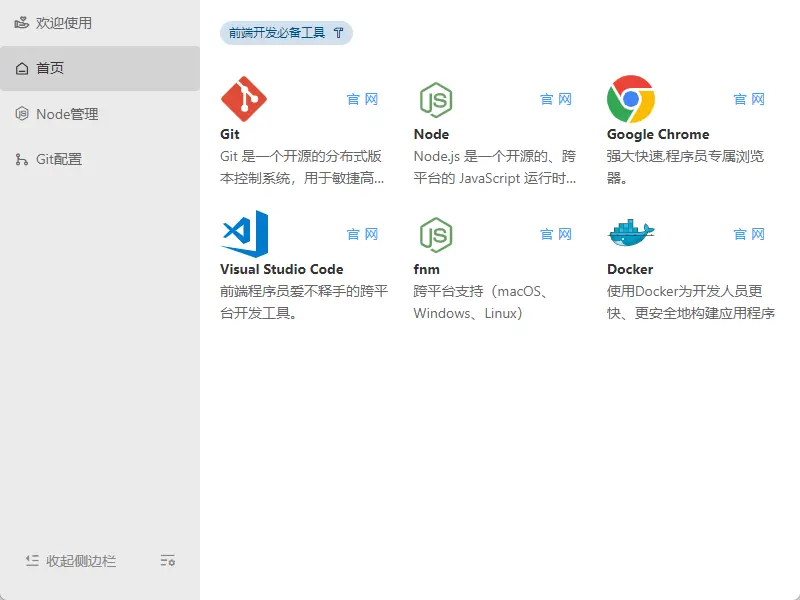 欢迎使用
首页
Node管理
Git配置
收起侧边栏
前端开发必备工具
官网
Git
Git 是一个开源的分布式版
本控制系统，用于敏捷高...
官网
Node
Node.js 是一个开源的、跨
平台的 JavaScript 运行时...
官网
Google Chrome
强大快速,程序员专属浏览
器。
官网
Visual Studio Code
前端程序员爱不释手的跨平
台开发工具。
官网
fnm
跨平台支持（macOS、
Windows、Linux）
官网
Docker
使用Docker为开发人员更
快、更安全地构建应用程序